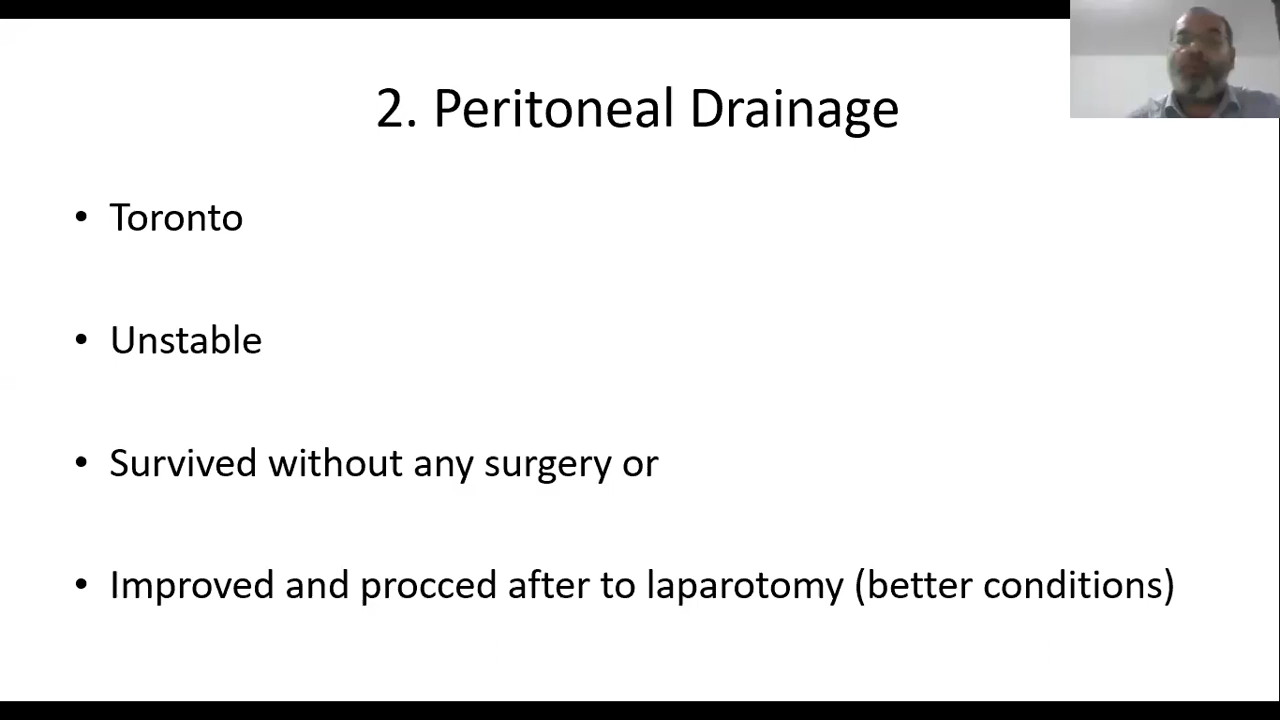 2. Peritoneal Drainage
• Toronto
• Unstable
• Survived without any surgery or
• Improved and procced after to laparotomy (better conditions)